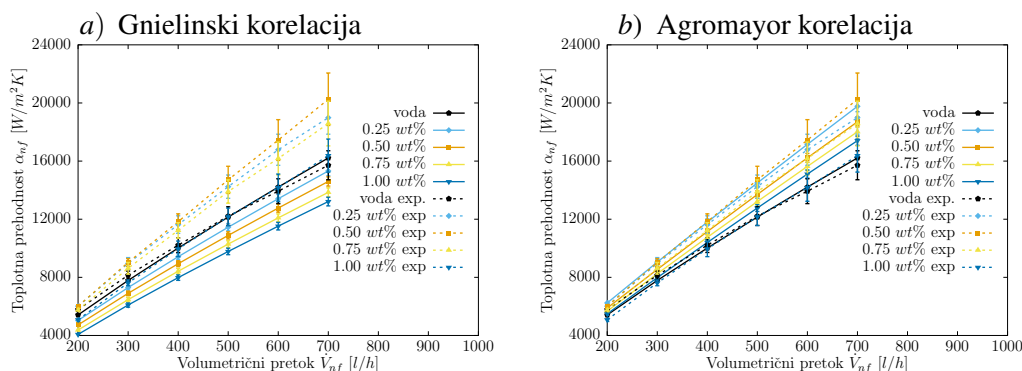 a) Gnielinski korelacija
24000
20000
16000
12000
8000
4000
Toplotna prehodnost α_nf [W/m²K]
200 300 400 500 600 700 800 900 1000
Volumetrični pretok V̇_nf [l/h]
voda
0.25 wt%
0.50 wt%
0.75 wt%
1.00 wt%
voda exp.
0.25 wt% exp
0.50 wt% exp
0.75 wt% exp
1.00 wt% exp
b) Agromayor korelacija
24000
20000
16000
12000
8000
4000
Toplotna prehodnost α_nf [W/m²K]
200 300 400 500 600 700 800 900 1000
Volumetrični pretok V̇_nf [l/h]
voda
0.25 wt%
0.50 wt%
0.75 wt%
1.00 wt%
voda exp.
0.25 wt% exp
0.50 wt% exp
0.75 wt% exp
1.00 wt% exp